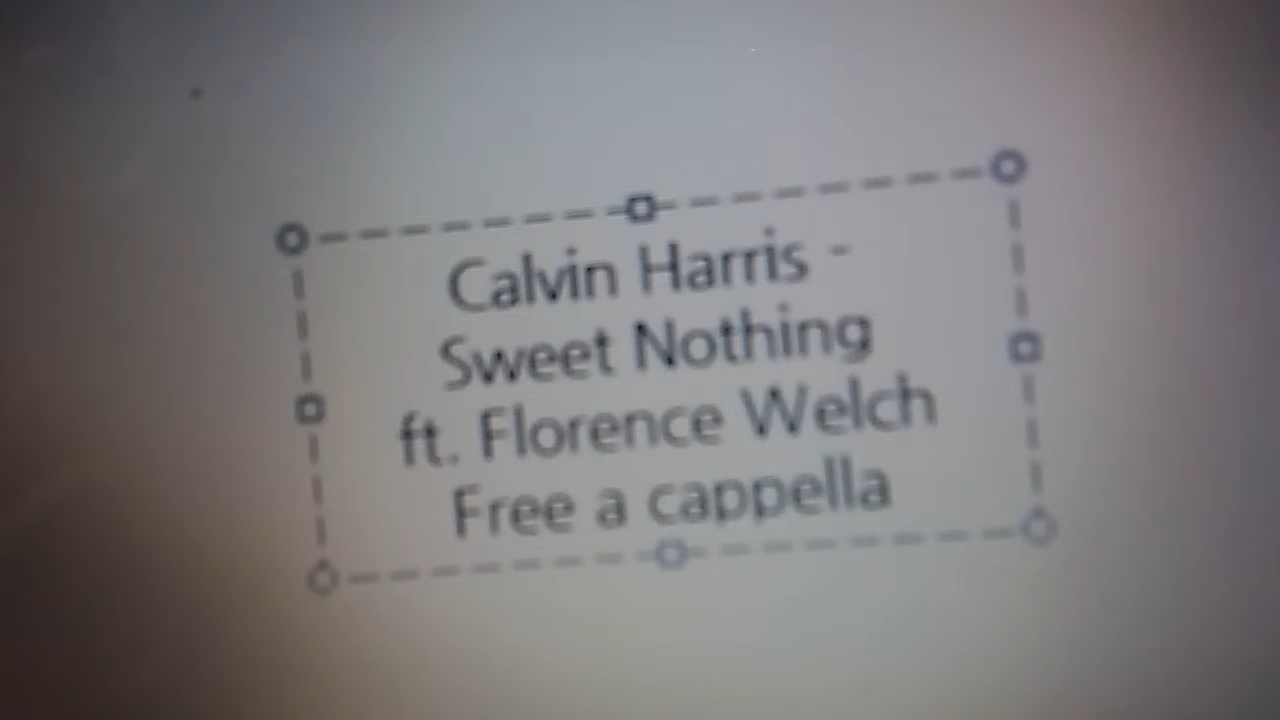 Calvin Harris -
Sweet Nothing
ft. Florence Welch
Free a cappella